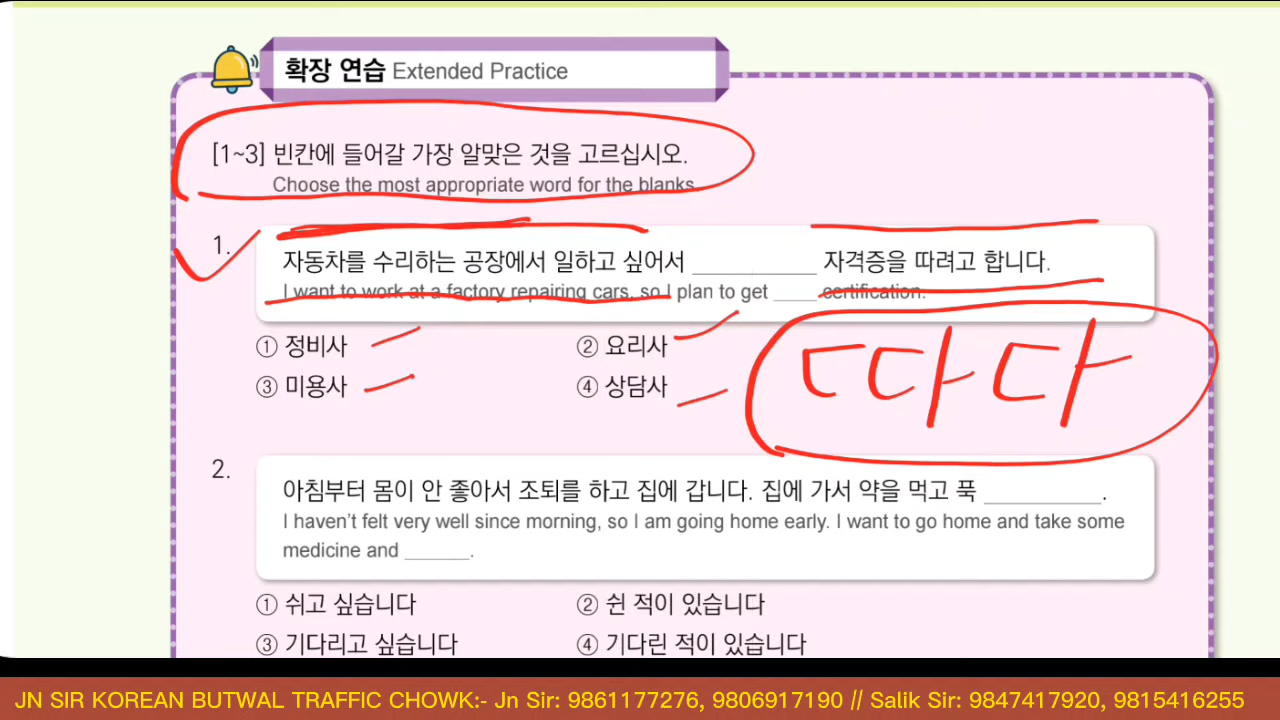 확장 연습 Extended Practice
[1~3] 빈칸에 들어갈 가장 알맞은 것을 고르십시오.
Choose the most appropriate word for the blanks.
1.
자동차를 수리하는 공장에서 일하고 싶어서 __________ 자격증을 따려고 합니다.
I want to work at a factory repairing cars, so I plan to get ____ certification.
① 정비사 ② 요리사
③ 미용사 ④ 상담사
따다
2.
아침부터 몸이 안 좋아서 조퇴를 하고 집에 갑니다. 집에 가서 약을 먹고 푹 __________.
I haven't felt very well since morning, so I am going home early. I want to go home and take some
medicine and ______.
① 쉬고 싶습니다 ② 쉰 적이 있습니다
③ 기다리고 싶습니다 ④ 기다린 적이 있습니다
JN SIR KOREAN BUTWAL TRAFFIC CHOWK:- Jn Sir: 9861177276, 9806917190 // Salik Sir: 9847417920, 9815416255